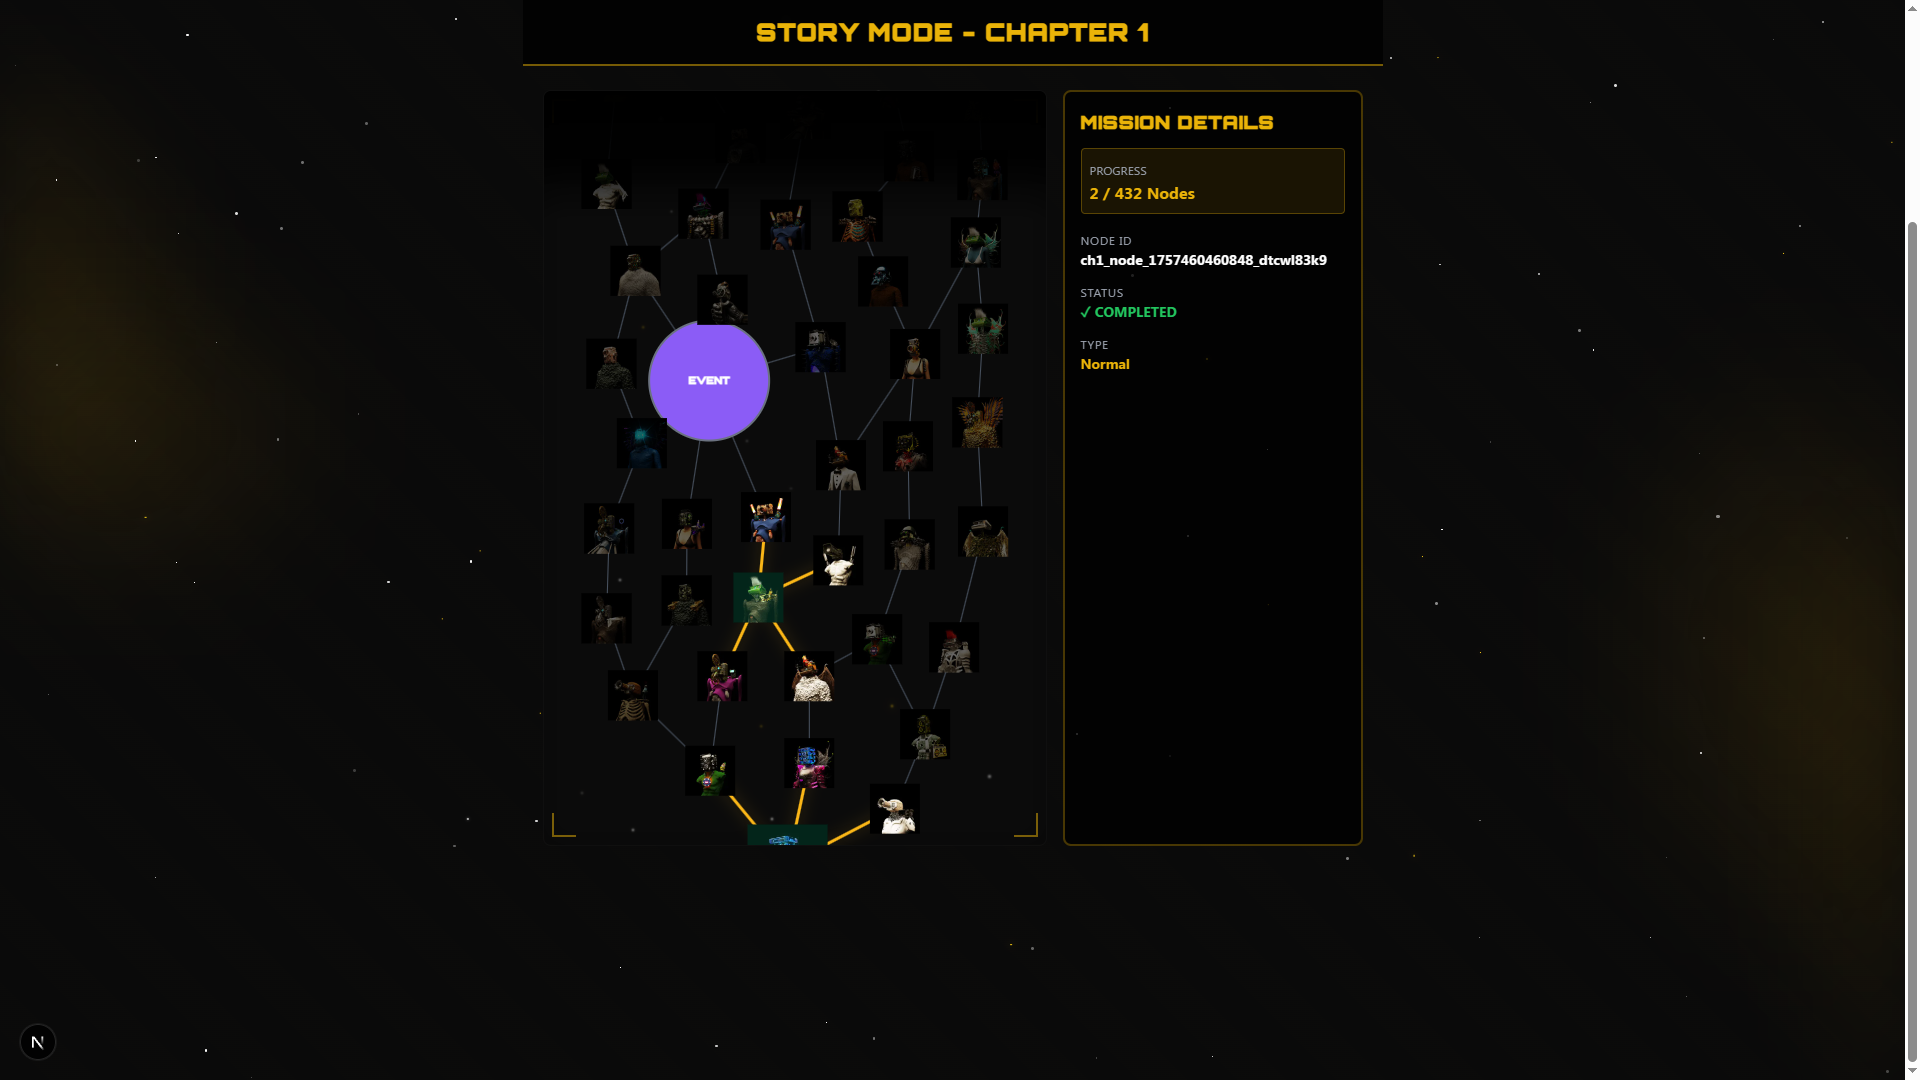 STORY MODE - CHAPTER 1
MISSION DETAILS
PROGRESS
2 / 432 Nodes
NODE ID
ch1_node_1757460460848_dtcwl83k9
STATUS
✓ COMPLETED
TYPE
Normal
EVENT
N